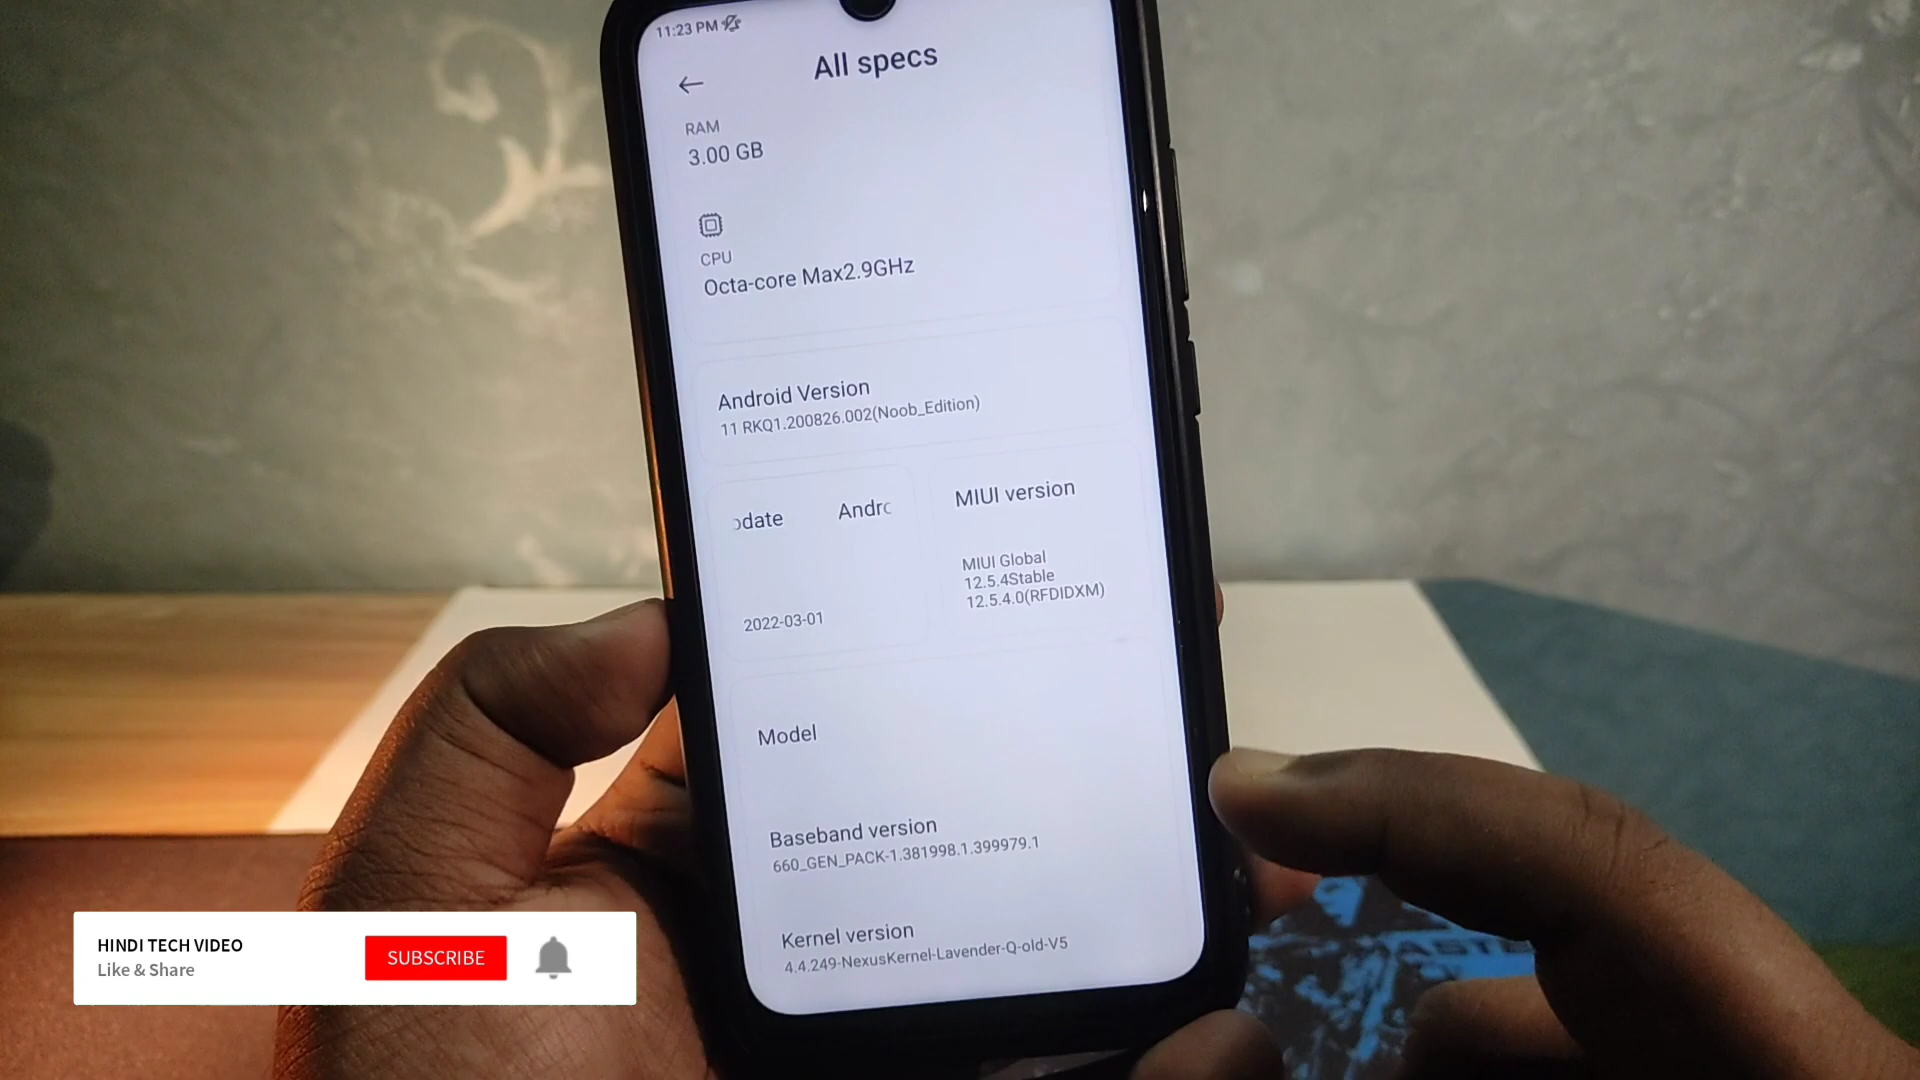 11:23 PM
All specs
RAM
3.00 GB
CPU
Octa-core Max2.9GHz
Android Version
11 RKQ1.200826.002(Noob_Edition)
date Andro
2022-03-01
MIUI version
MIUI Global
12.5.4Stable
12.5.4.0(RFDIDXM)
Model
Baseband version
660_GEN_PACK-1.381998.1.399979.1
Kernel version
4.4.249-NexusKernel-Lavender-Q-old-V5
HINDI TECH VIDEO
Like & Share
SUBSCRIBE